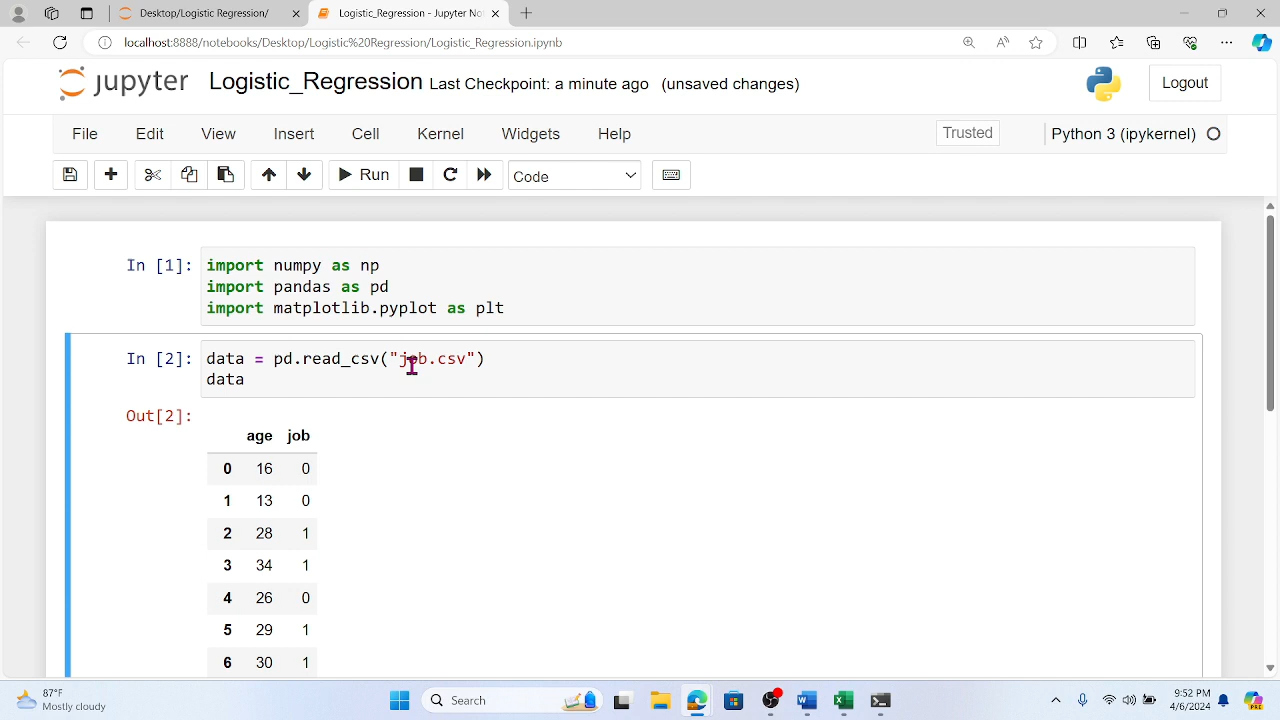 Desktop/Logistic Regression/
Logistic_Regression - Jupyter No
localhost:8888/notebooks/Desktop/Logistic%20Regression/Logistic_Regression.ipynb
jupyter Logistic_Regression Last Checkpoint: a minute ago (unsaved changes) Logout
File Edit View Insert Cell Kernel Widgets Help Trusted Python 3 (ipykernel)
Run Code
In [1]: import numpy as np
import pandas as pd
import matplotlib.pyplot as plt
In [2]: data = pd.read_csv("job.csv")
data
Out[2]:
age job
0 16 0
1 13 0
2 28 1
3 34 1
4 26 0
5 29 1
6 30 1
87°F
Mostly cloudy
Search
9:52 PM
4/6/2024